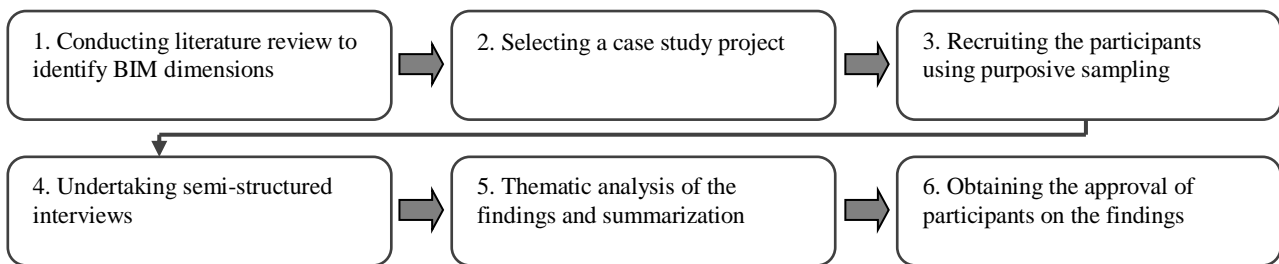 1. Conducting literature review to
identify BIM dimensions
2. Selecting a case study project
3. Recruiting the participants
using purposive sampling
4. Undertaking semi-structured
interviews
5. Thematic analysis of the
findings and summarization
6. Obtaining the approval of
participants on the findings